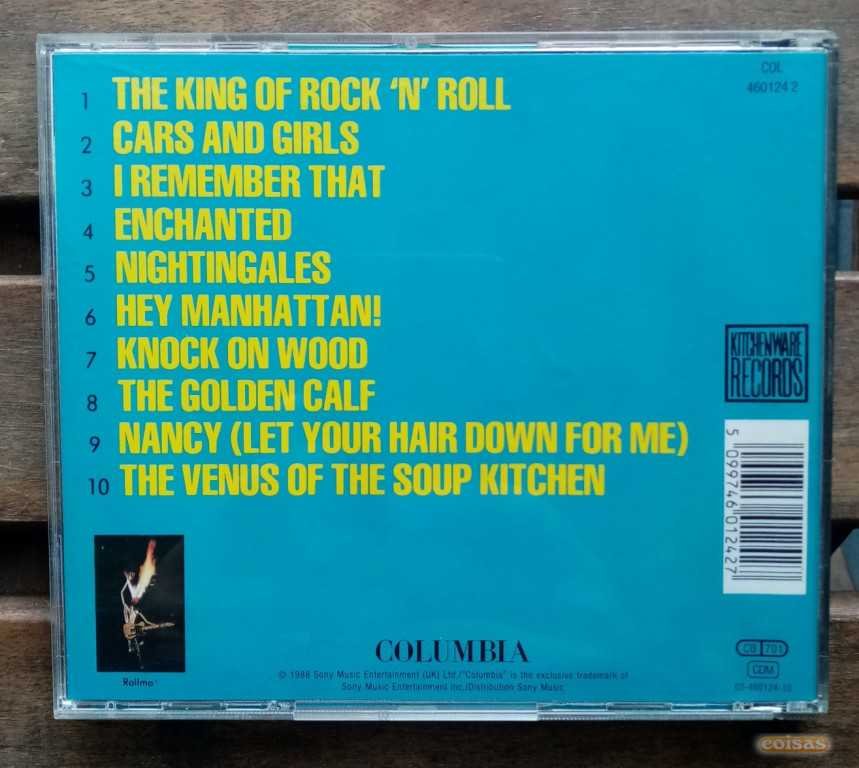 COL
460124 2
1 THE KING OF ROCK ‘N’ ROLL
2 CARS AND GIRLS
3 I REMEMBER THAT
4 ENCHANTED
5 NIGHTINGALES
6 HEY MANHATTAN!
7 KNOCK ON WOOD
8 THE GOLDEN CALF
9 NANCY (LET YOUR HAIR DOWN FOR ME)
10 THE VENUS OF THE SOUP KITCHEN
KITCHENWARE
RECORDS
5 099746 012427
Rollmo'
COLUMBIA
© 1988 Sony Music Entertainment (UK) Ltd./"Columbia" is the exclusive trademark of
Sony Music Entertainment Inc./Distribution Sony Music
CB 701
CDM
02-460124-10
coisas